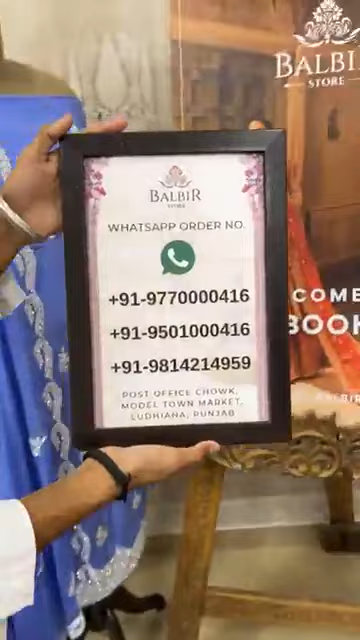 BALBIR
STORE
WHATSAPP ORDER NO.
+91-9770000416
+91-9501000416
+91-9814214959
POST OFFICE CHOWK,
MODEL TOWN MARKET,
LUDHIANA, PUNJAB
BALBIR
STORE
COME
BOOK